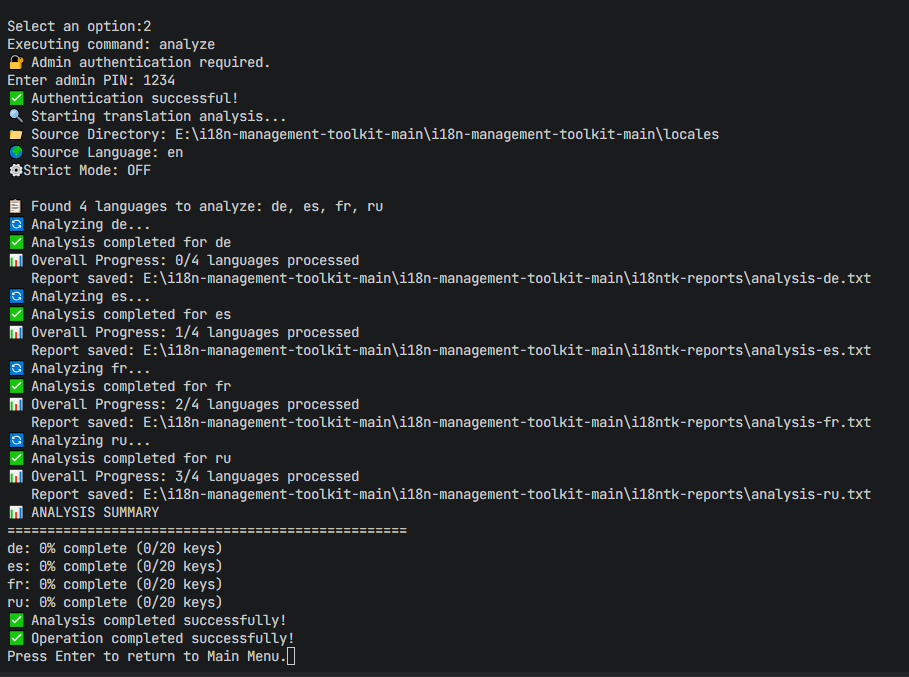 Select an option:2
Executing command: analyze
🔐 Admin authentication required.
Enter admin PIN: 1234
✅ Authentication successful!
🔍 Starting translation analysis...
📁 Source Directory: E:\i18n-management-toolkit-main\i18n-management-toolkit-main\locales
🌍 Source Language: en
⚙️Strict Mode: OFF

📋 Found 4 languages to analyze: de, es, fr, ru
🔄 Analyzing de...
✅ Analysis completed for de
📊 Overall Progress: 0/4 languages processed
   Report saved: E:\i18n-management-toolkit-main\i18n-management-toolkit-main\i18ntk-reports\analysis-de.txt
🔄 Analyzing es...
✅ Analysis completed for es
📊 Overall Progress: 1/4 languages processed
   Report saved: E:\i18n-management-toolkit-main\i18n-management-toolkit-main\i18ntk-reports\analysis-es.txt
🔄 Analyzing fr...
✅ Analysis completed for fr
📊 Overall Progress: 2/4 languages processed
   Report saved: E:\i18n-management-toolkit-main\i18n-management-toolkit-main\i18ntk-reports\analysis-fr.txt
🔄 Analyzing ru...
✅ Analysis completed for ru
📊 Overall Progress: 3/4 languages processed
   Report saved: E:\i18n-management-toolkit-main\i18n-management-toolkit-main\i18ntk-reports\analysis-ru.txt
📊 ANALYSIS SUMMARY
==================================================
de: 0% complete (0/20 keys)
es: 0% complete (0/20 keys)
fr: 0% complete (0/20 keys)
ru: 0% complete (0/20 keys)
✅ Analysis completed successfully!
✅ Operation completed successfully!
Press Enter to return to Main Menu.